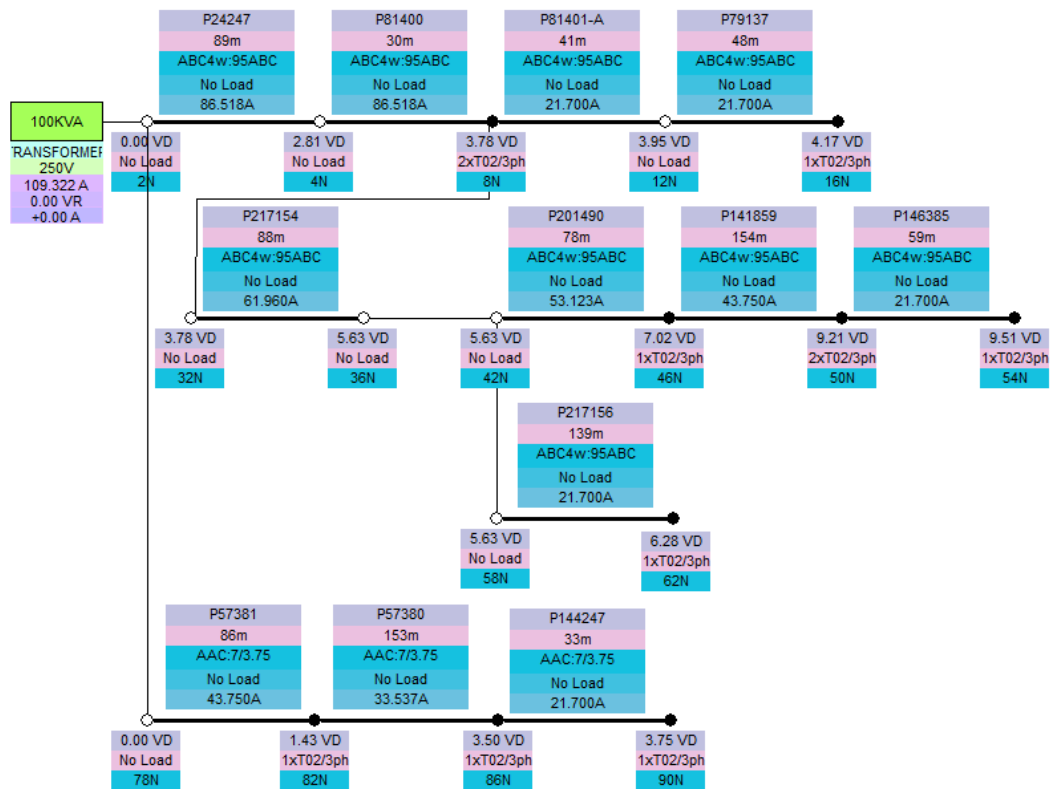 P24247
89m
ABC4w:95ABC
No Load
86.518A
P81400
30m
ABC4w:95ABC
No Load
86.518A
P81401-A
41m
ABC4w:95ABC
No Load
21.700A
P79137
48m
ABC4w:95ABC
No Load
21.700A
100KVA
RANSFORMER
250V
109.322 A
0.00 VR
+0.00 A
0.00 VD
No Load
2N
2.81 VD
No Load
4N
3.78 VD
2xT02/3ph
8N
3.95 VD
No Load
12N
4.17 VD
1xT02/3ph
16N
P217154
88m
ABC4w:95ABC
No Load
61.960A
P201490
78m
ABC4w:95ABC
No Load
53.123A
P141859
154m
ABC4w:95ABC
No Load
43.750A
P146385
59m
ABC4w:95ABC
No Load
21.700A
3.78 VD
No Load
32N
5.63 VD
No Load
36N
5.63 VD
No Load
42N
7.02 VD
1xT02/3ph
46N
9.21 VD
2xT02/3ph
50N
9.51 VD
1xT02/3ph
54N
P217156
139m
ABC4w:95ABC
No Load
21.700A
5.63 VD
No Load
58N
6.28 VD
1xT02/3ph
62N
P57381
86m
AAC:7/3.75
No Load
43.750A
P57380
153m
AAC:7/3.75
No Load
33.537A
P144247
33m
AAC:7/3.75
No Load
21.700A
0.00 VD
No Load
78N
1.43 VD
1xT02/3ph
82N
3.50 VD
1xT02/3ph
86N
3.75 VD
1xT02/3ph
90N